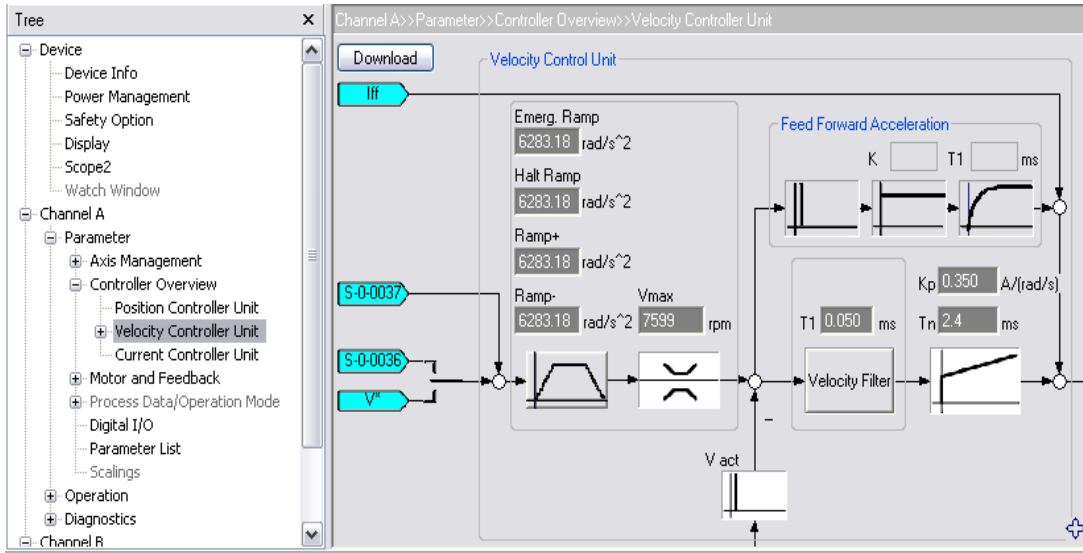 Tree
Device
Device Info
Power Management
Safety Option
Display
Scope2
Watch Window
Channel A
Parameter
Axis Management
Controller Overview
Position Controller Unit
Velocity Controller Unit
Current Controller Unit
Motor and Feedback
Process Data/Operation Mode
Digital I/O
Parameter List
Scalings
Operation
Diagnostics
Channel B
Channel A>>Parameter>>Controller Overview>>Velocity Controller Unit
Download
Velocity Control Unit
Iff
Emerg. Ramp
6283.18 rad/s^2
Halt Ramp
6283.18 rad/s^2
Ramp+
6283.18 rad/s^2
Ramp- Vmax
6283.18 rad/s^2 7599 rpm
Feed Forward Acceleration
K T1 ms
S-0-0037
S-0-0036
V*
Kp 0.350 A/(rad/s)
T1 0.050 ms Tn 2.4 ms
Velocity Filter
–
V act